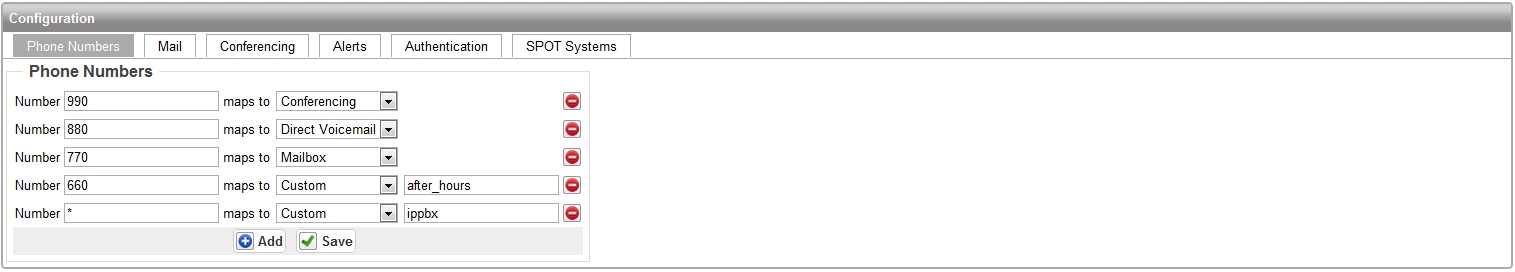 Configuration
Phone Numbers Mail Conferencing Alerts Authentication SPOT Systems
Phone Numbers
Number 990 maps to Conferencing
Number 880 maps to Direct Voicemail
Number 770 maps to Mailbox
Number 660 maps to Custom after_hours
Number * maps to Custom ippbx
Add Save